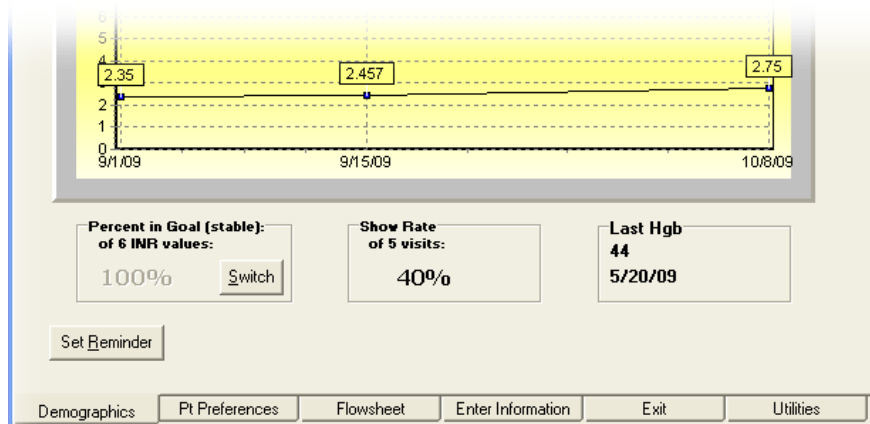 6
5
4
2.35
2.457
2.75
2
1
0
9/1/09
9/15/09
10/8/09
Percent in Goal (stable):
of 6 INR values:
100%
Switch
Show Rate
of 5 visits:
40%
Last Hgb
44
5/20/09
Set Reminder
Demographics
Pt Preferences
Flowsheet
Enter Information
Exit
Utilities